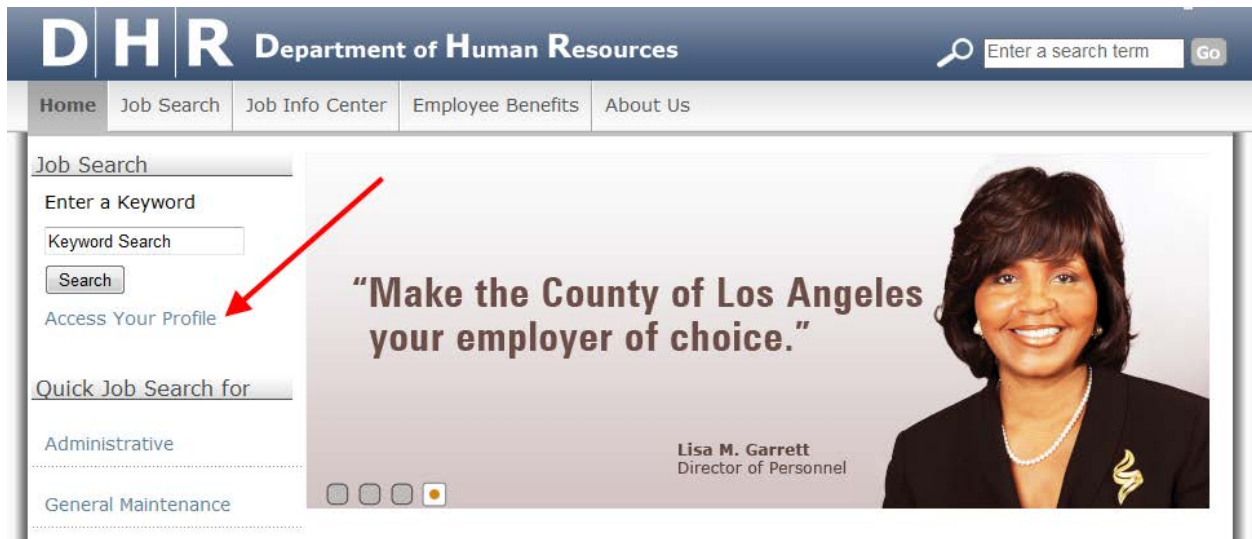 DHR Department of Human Resources
Enter a search term Go
Home Job Search Job Info Center Employee Benefits About Us
Job Search
Enter a Keyword
Keyword Search
Search
Access Your Profile
Quick Job Search for
Administrative
General Maintenance
“Make the County of Los Angeles
your employer of choice.”
Lisa M. Garrett
Director of Personnel